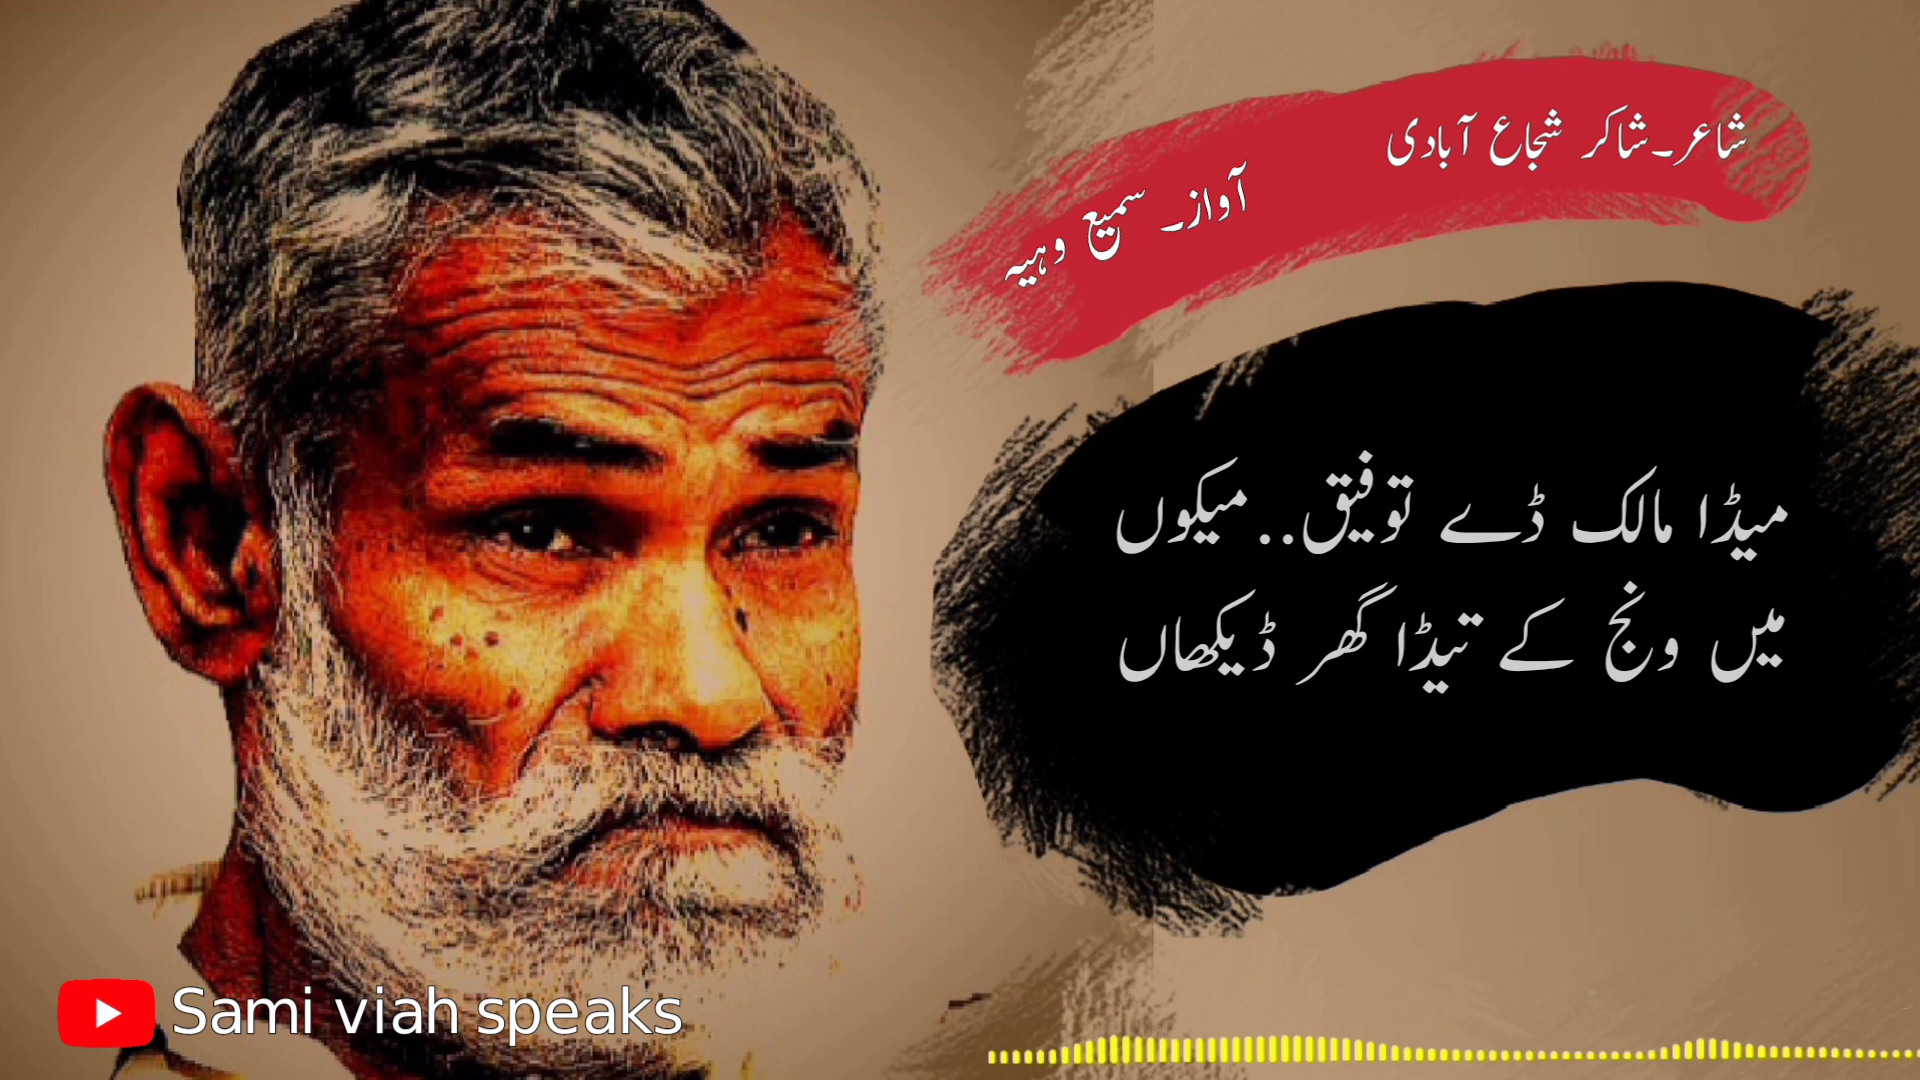 شاعر۔شاکر شجاع آبادی
آواز۔ سمیع وہیہ
میڈا مالک ڈے توفیق..میکوں
میں ونج کے تیڈا گھر ڈیکھاں
Sami viah speaks